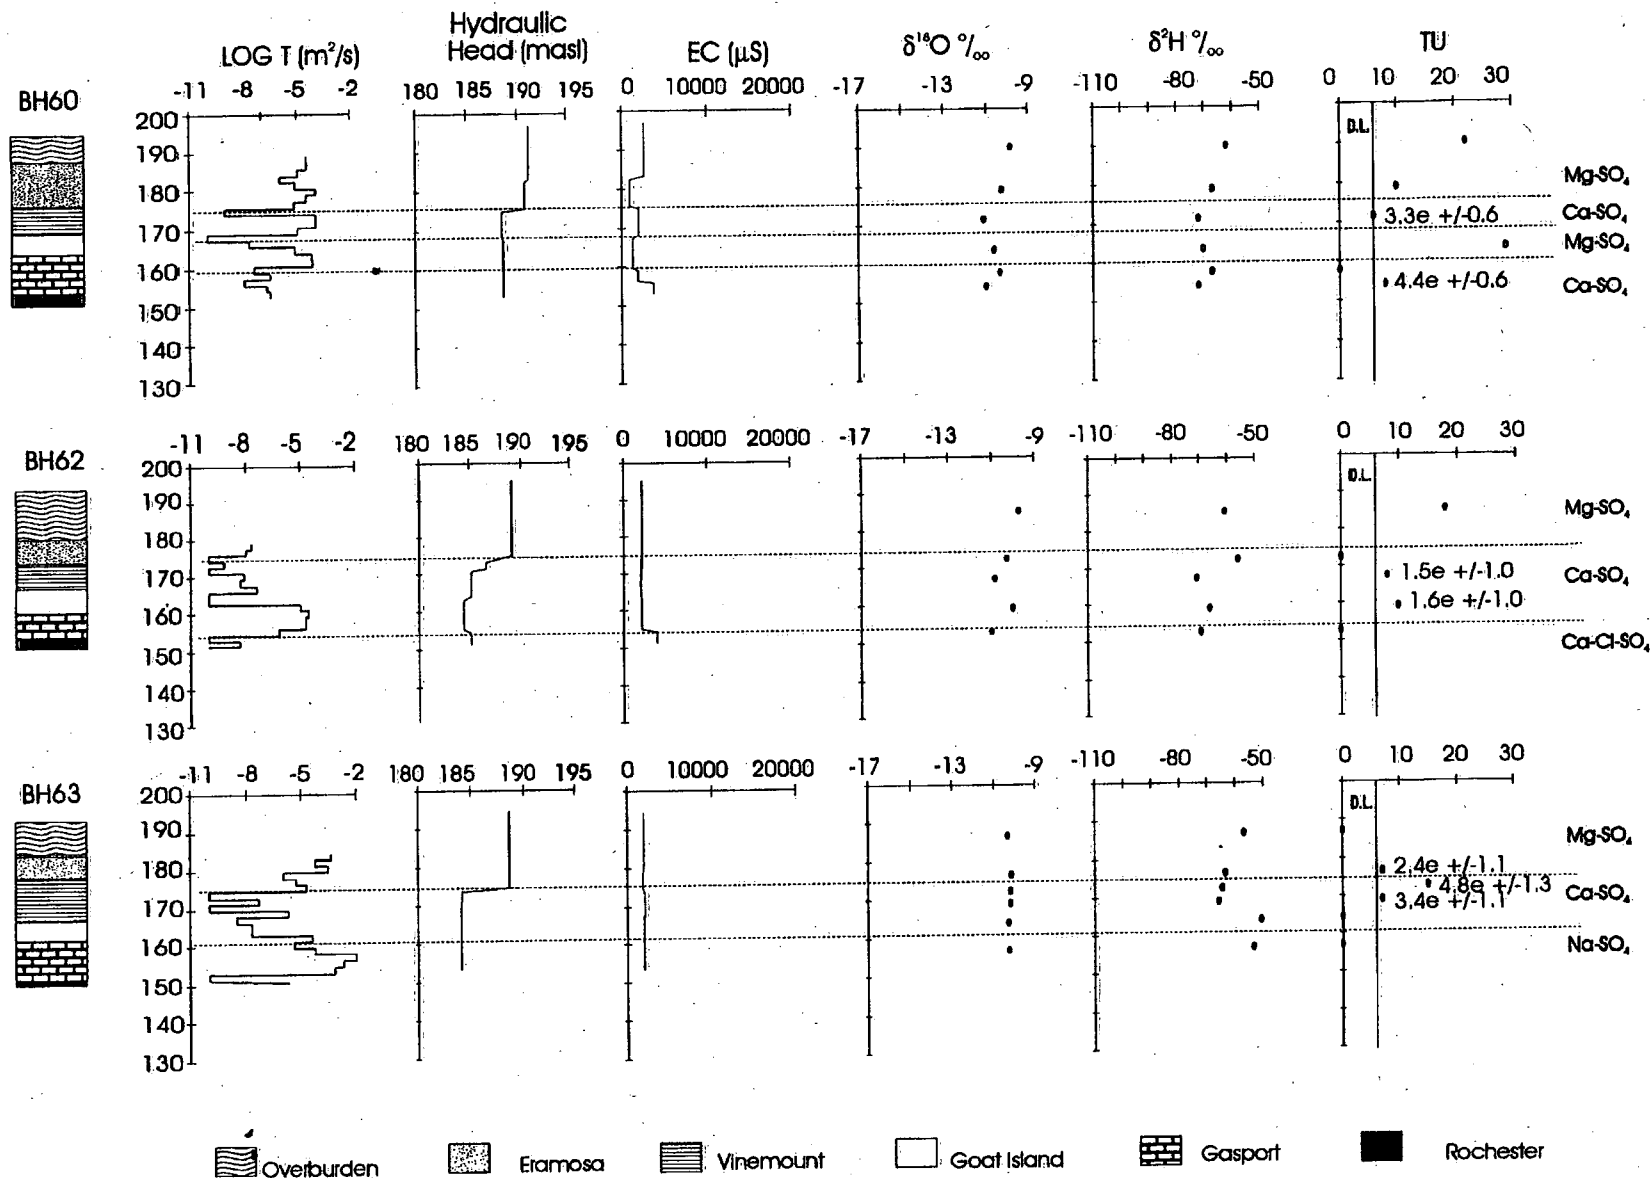 LOG T (m²/s) Hydraulic Head (masl) EC (µS) δ¹⁸O ⁰/₀₀ δ²H ⁰/₀₀ TU
BH60
-11 -8 -5 -2 180 185 190 195 0 10000 20000 -17 -13 -9 -110 -80 -50 0 10 20 30
200
D.L.
190
Mg-SO₄
180
Ca-SO₄
3.3e +/-0.6
170
Mg-SO₄
160
4.4e +/-0.6
Ca-SO₄
150
140
130
BH62
-11 -8 -5 -2 180 185 190 195 0 10000 20000 -17 -13 -9 -110 -80 -50 0 10 20 30
200
D.L.
190
Mg-SO₄
180
170
1.5e +/-1.0
Ca-SO₄
160
1.6e +/-1.0
150
Ca-Cl-SO₄
140
130
BH63
-11 -8 -5 -2 180 185 190 195 0 10000 20000 -17 -13 -9 -110 -80 -50 0 10 20 30
200
D.L.
190
Mg-SO₄
180
2.4e +/-1.1
4.8e +/-1.3
170
3.4e +/-1.1
Ca-SO₄
160
Na-SO₄
150
140
130
Overburden Eramosa Vinemount Goat Island Gasport Rochester